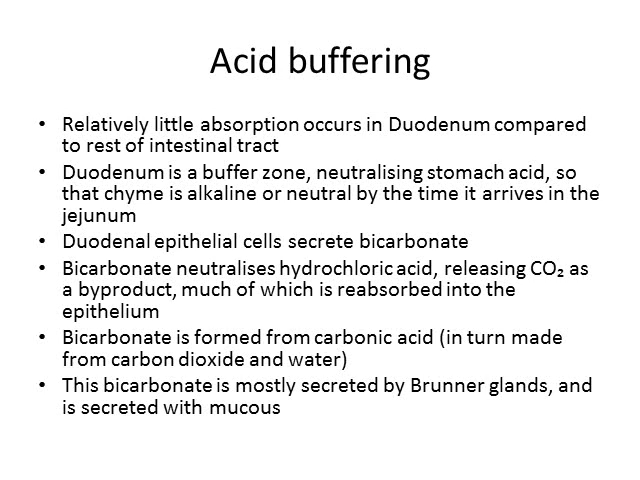 Acid buffering
• Relatively little absorption occurs in Duodenum compared
to rest of intestinal tract
• Duodenum is a buffer zone, neutralising stomach acid, so
that chyme is alkaline or neutral by the time it arrives in the
jejunum
• Duodenal epithelial cells secrete bicarbonate
• Bicarbonate neutralises hydrochloric acid, releasing CO₂ as
a byproduct, much of which is reabsorbed into the
epithelium
• Bicarbonate is formed from carbonic acid (in turn made
from carbon dioxide and water)
• This bicarbonate is mostly secreted by Brunner glands, and
is secreted with mucous